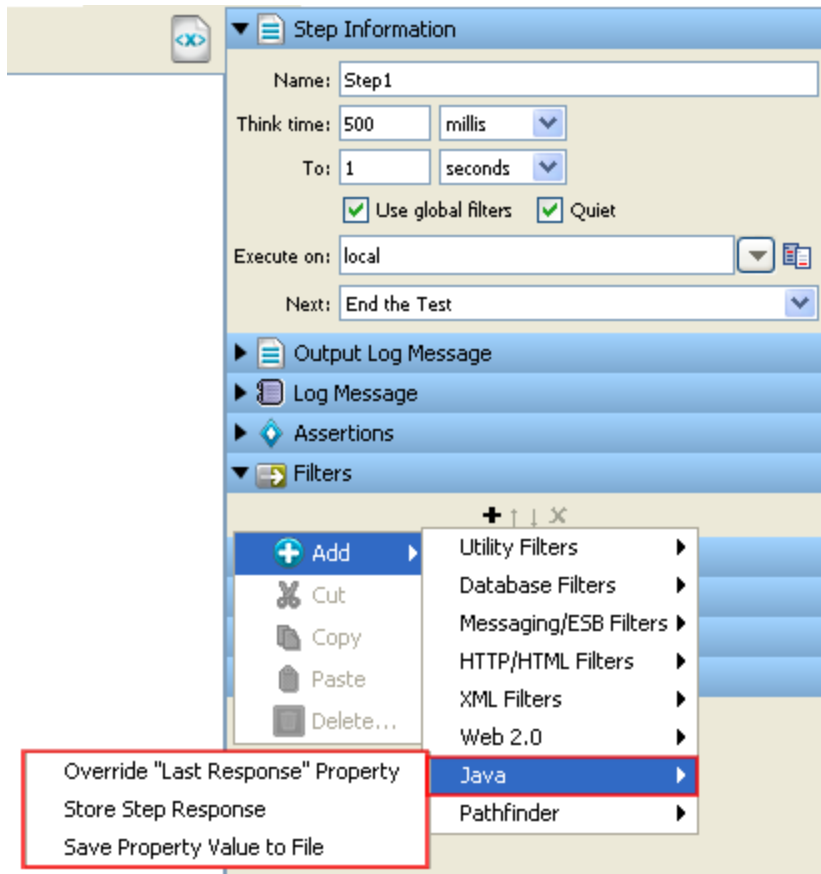 Step Information
Name: Step1
Think time: 500 millis
To: 1 seconds
Use global filters Quiet
Execute on: local
Next: End the Test
Output Log Message
Log Message
Assertions
Filters
Add
Cut
Copy
Paste
Delete...
Utility Filters
Database Filters
Messaging/ESB Filters
HTTP/HTML Filters
XML Filters
Web 2.0
Java
Pathfinder
Override "Last Response" Property
Store Step Response
Save Property Value to File